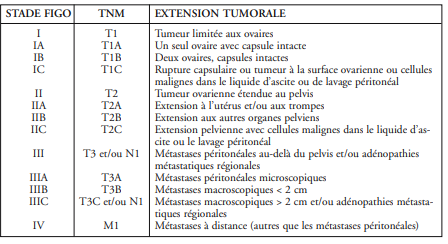 STADE FIGO TNM EXTENSION TUMORALE
I T1 Tumeur limitée aux ovaires
IA T1A Un seul ovaire avec capsule intacte
IB T1B Deux ovaires, capsules intactes
IC T1C Rupture capsulaire ou tumeur à la surface ovarienne ou cellules
malignes dans le liquide d'ascite ou de lavage péritonéal
II T2 Tumeur ovarienne étendue au pelvis
IIA T2A Extension à l'utérus et/ou aux trompes
IIB T2B Extension aux autres organes pelviens
IIC T2C Extension pelvienne avec cellules malignes dans le liquide d'as-
cite ou le lavage péritonéal
III T3 et/ou N1 Métastases péritonéales au-delà du pelvis et/ou adénopathies
métastatiques régionales
IIIA T3A Métastases péritonéales microscopiques
IIIB T3B Métastases macroscopiques < 2 cm
IIIC T3C et/ou N1 Métastases macroscopiques > 2 cm et/ou adénopathies métasta-
tiques régionales
IV M1 Métastases à distance (autres que les métastases péritonéales)